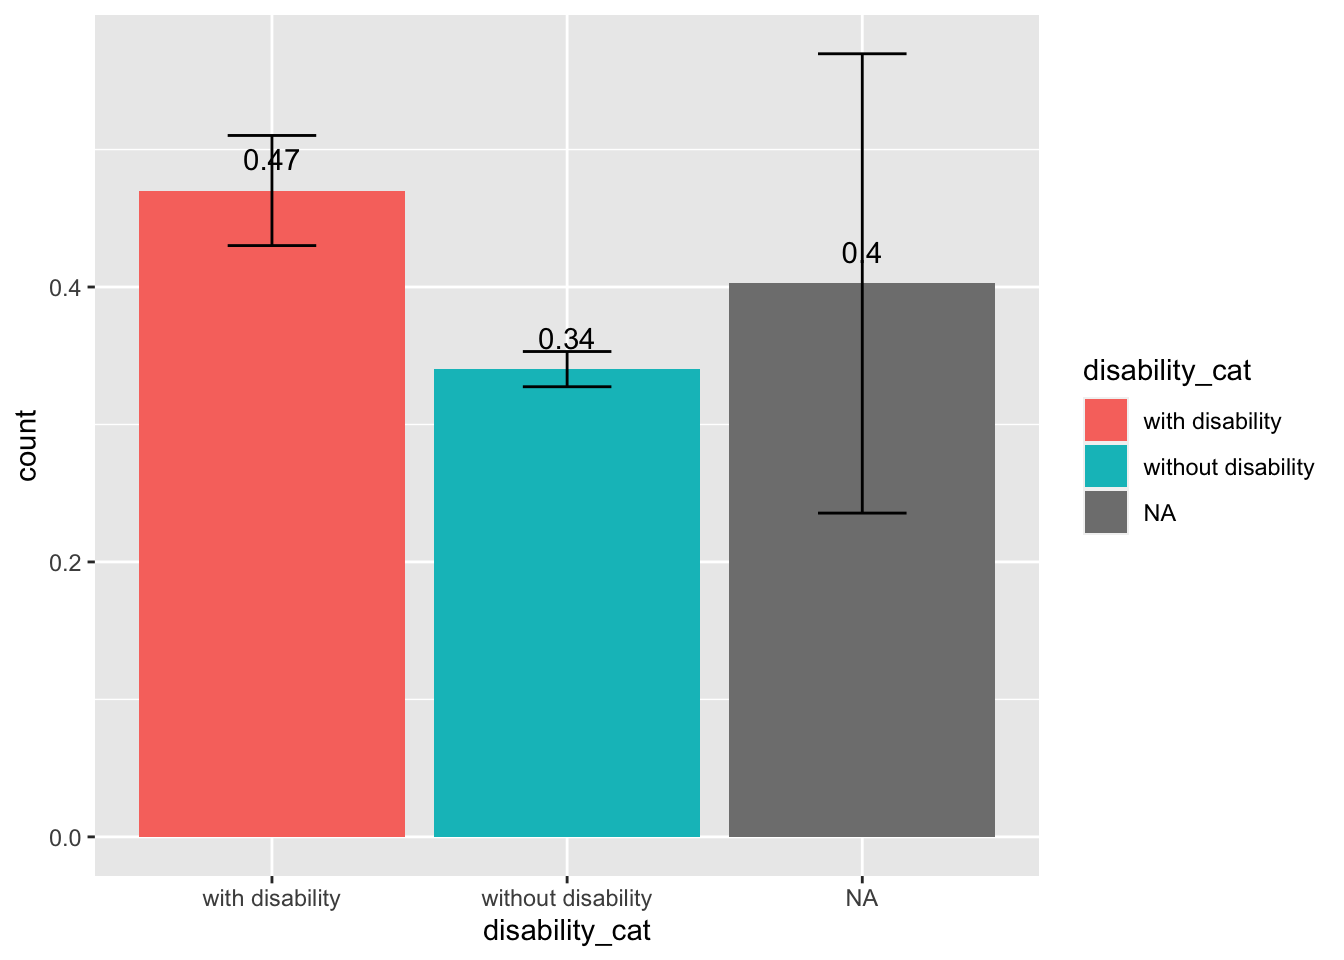 0.47
0.4
0.34
0.4
0.2
0.0
count
with disability
without disability
NA
disability_cat
disability_cat
with disability
without disability
NA